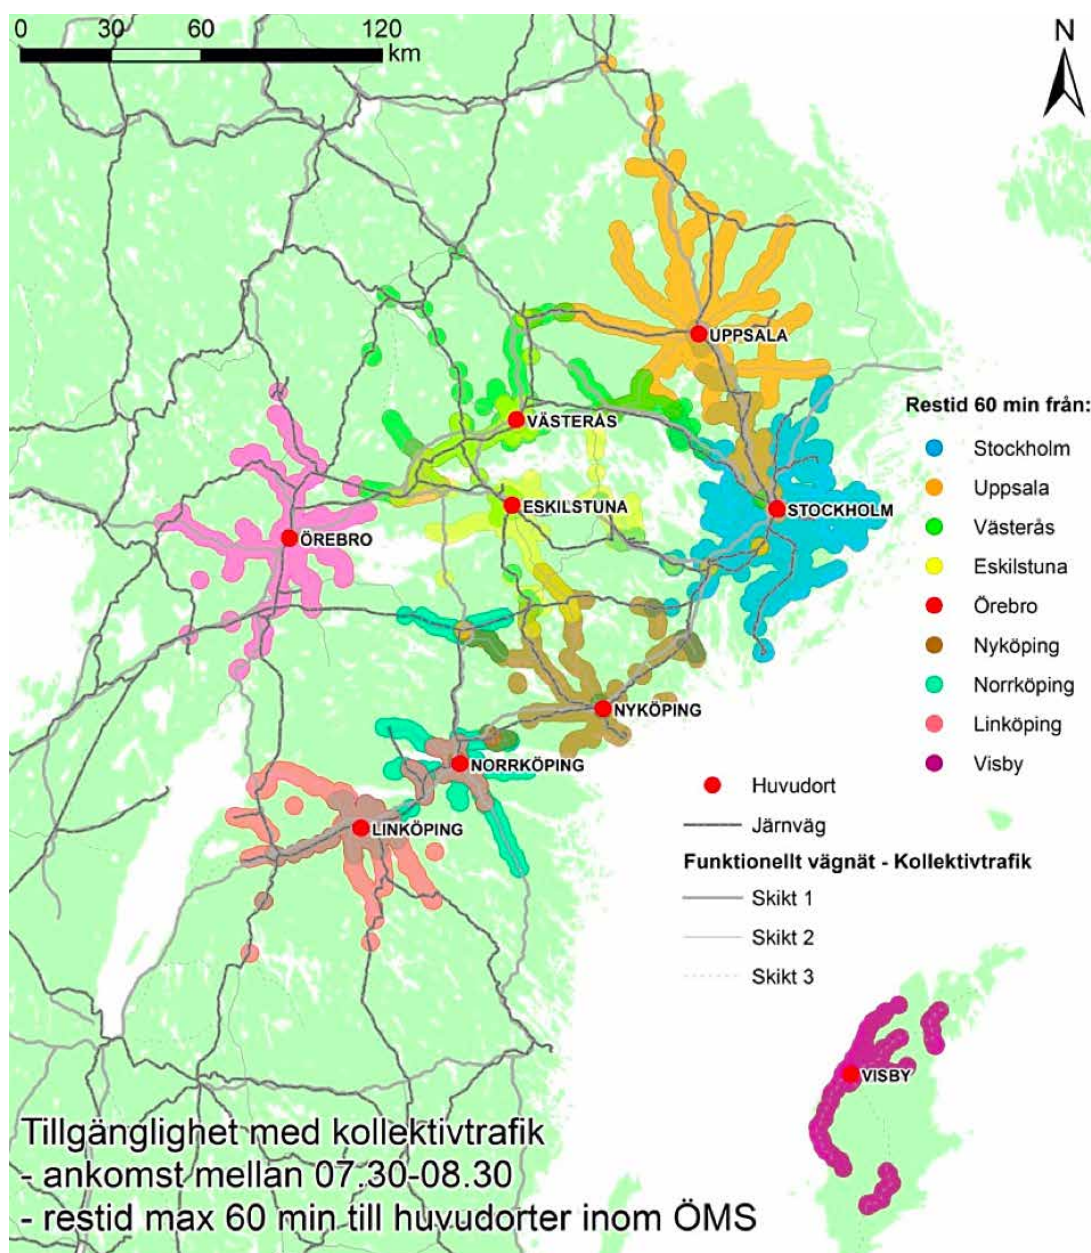 0 30 60 120
km
N
UPPSALA
VÄSTERÅS
ESKILSTUNA
STOCKHOLM
ÖREBRO
NYKÖPING
NORRKÖPING
LINKÖPING
VISBY
Restid 60 min från:
Stockholm
Uppsala
Västerås
Eskilstuna
Örebro
Nyköping
Norrköping
Linköping
Visby
Huvudort
Järnväg
Funktionellt vägnät - Kollektivtrafik
Skikt 1
Skikt 2
Skikt 3
Tillgänglighet med kollektivtrafik
- ankomst mellan 07.30-08.30
- restid max 60 min till huvudorter inom ÖMS